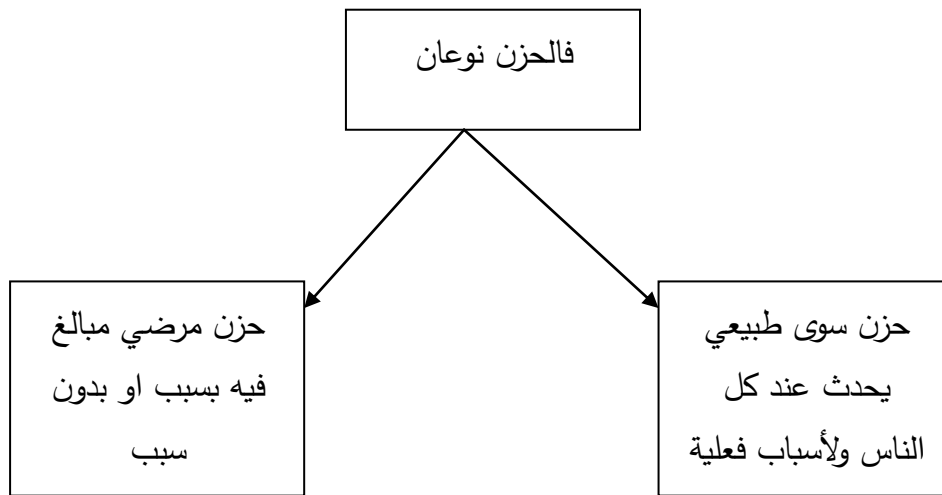 فالحزن نوعان
حزن سوى طبيعي
يحدث عند كل
الناس ولأسباب فعلية
حزن مرضي مبالغ
فيه بسبب او بدون
سبب